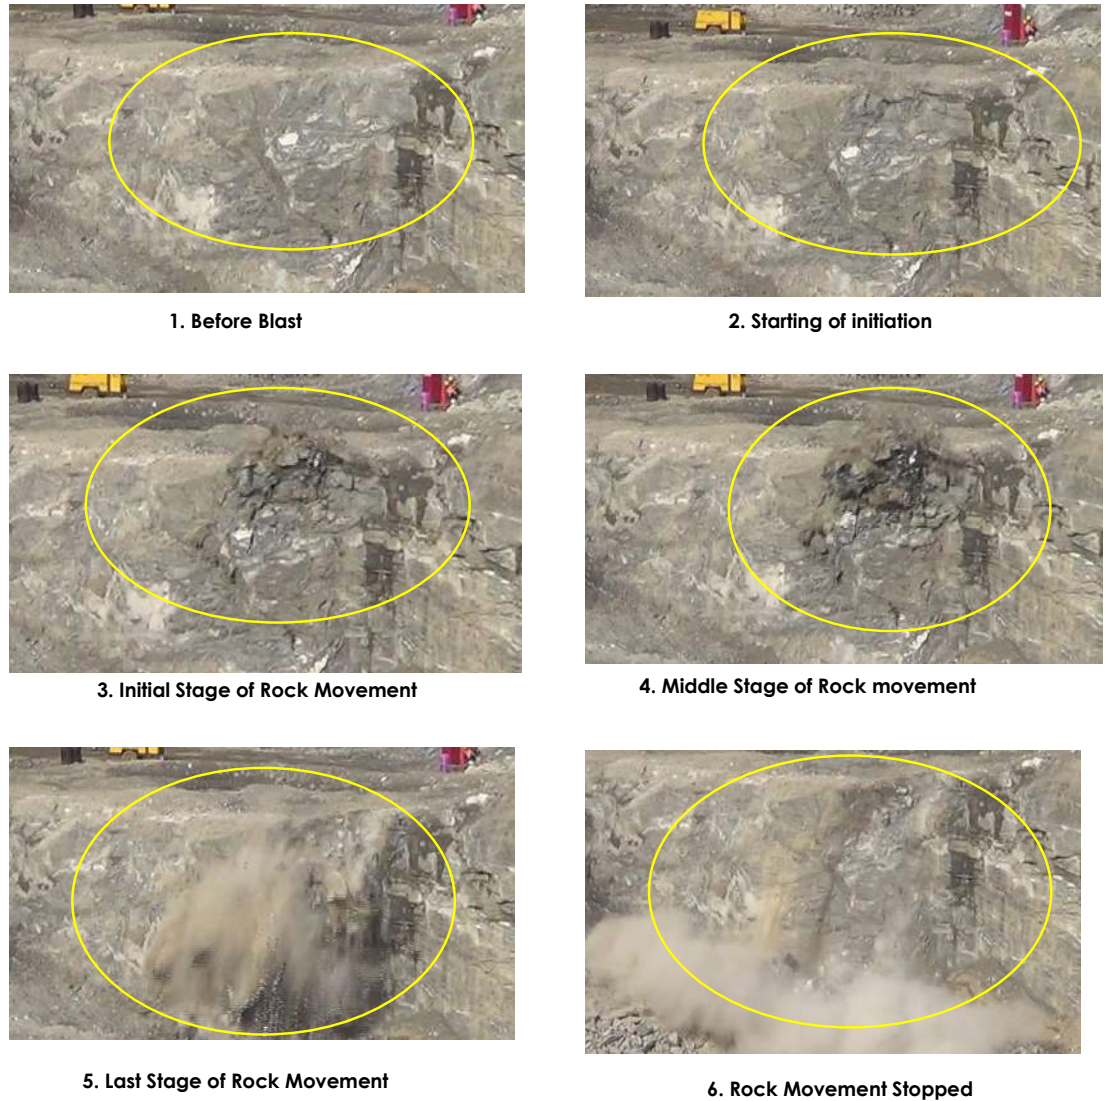 1. Before Blast
2. Starting of initiation
3. Initial Stage of Rock Movement
4. Middle Stage of Rock movement
5. Last Stage of Rock Movement
6. Rock Movement Stopped